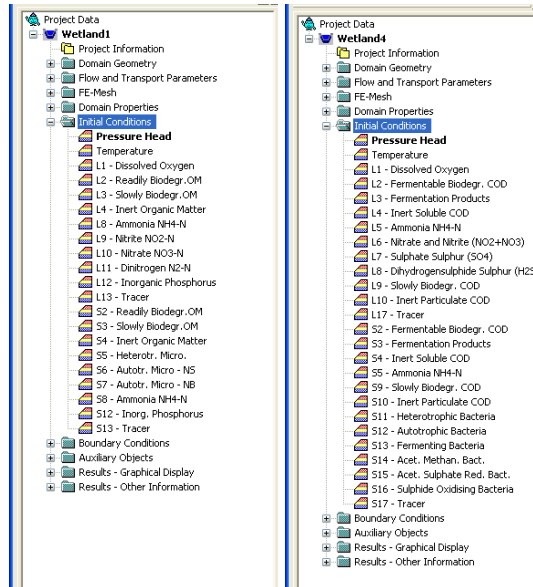 Project Data
Wetland1
Project Information
Domain Geometry
Flow and Transport Parameters
FE-Mesh
Domain Properties
Initial Conditions
Pressure Head
Temperature
L1 - Dissolved Oxygen
L2 - Readily Biodegr.OM
L3 - Slowly Biodegr.OM
L4 - Inert Organic Matter
L8 - Ammonia NH4-N
L9 - Nitrite NO2-N
L10 - Nitrate NO3-N
L11 - Dinitrogen N2-N
L12 - Inorganic Phosphorus
L13 - Tracer
S2 - Readily Biodegr.OM
S3 - Slowly Biodegr.OM
S4 - Inert Organic Matter
S5 - Heterotr. Micro.
S6 - Autotr. Micro - NS
S7 - Autotr. Micro - NB
S8 - Ammonia NH4-N
S12 - Inorg. Phosphorus
S13 - Tracer
Boundary Conditions
Auxiliary Objects
Results - Graphical Display
Results - Other Information
Project Data
Wetland4
Project Information
Domain Geometry
Flow and Transport Parameters
FE-Mesh
Domain Properties
Initial Conditions
Pressure Head
Temperature
L1 - Dissolved Oxygen
L2 - Fermentable Biodegr. COD
L3 - Fermentation Products
L4 - Inert Soluble COD
L5 - Ammonia NH4-N
L6 - Nitrate and Nitrite (NO2+NO3)
L7 - Sulphate Sulphur (SO4)
L8 - Dihydrogensulphide Sulphur (H2S
L9 - Slowly Biodegr. COD
L10 - Inert Particulate COD
L17 - Tracer
S2 - Fermentable Biodegr. COD
S3 - Fermentation Products
S4 - Inert Soluble COD
S5 - Ammonia NH4-N
S9 - Slowly Biodegr. COD
S10 - Inert Particulate COD
S11 - Heterotrophic Bacteria
S12 - Autotrophic Bacteria
S13 - Fermenting Bacteria
S14 - Acet. Methan. Bact.
S15 - Acet. Sulphate Red. Bact.
S16 - Sulphide Oxidising Bacteria
S17 - Tracer
Boundary Conditions
Auxiliary Objects
Results - Graphical Display
Results - Other Information